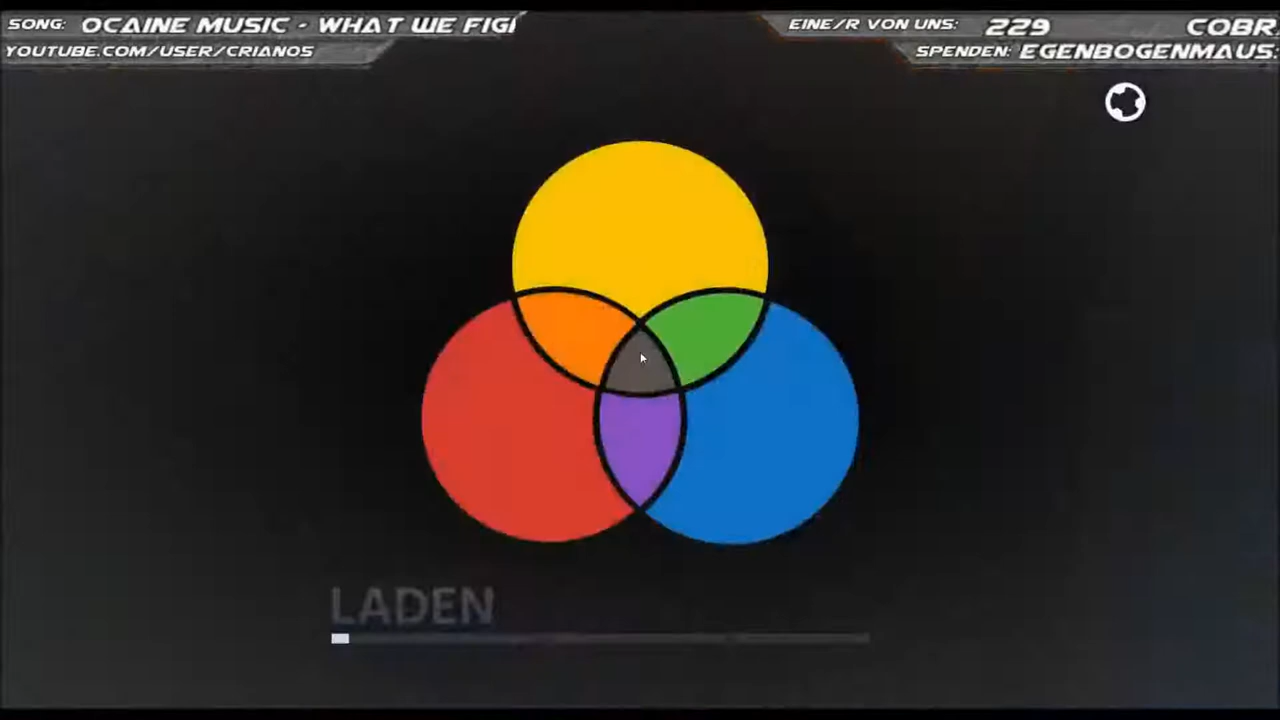 SONG: OCAINE MUSIC - WHAT WE FIGI
YOUTUBE.COM/USER/CRIANOS
EINE/R VON UNS: 229 COBR
SPENDEN: EGENBOGENMAUS.
LADEN